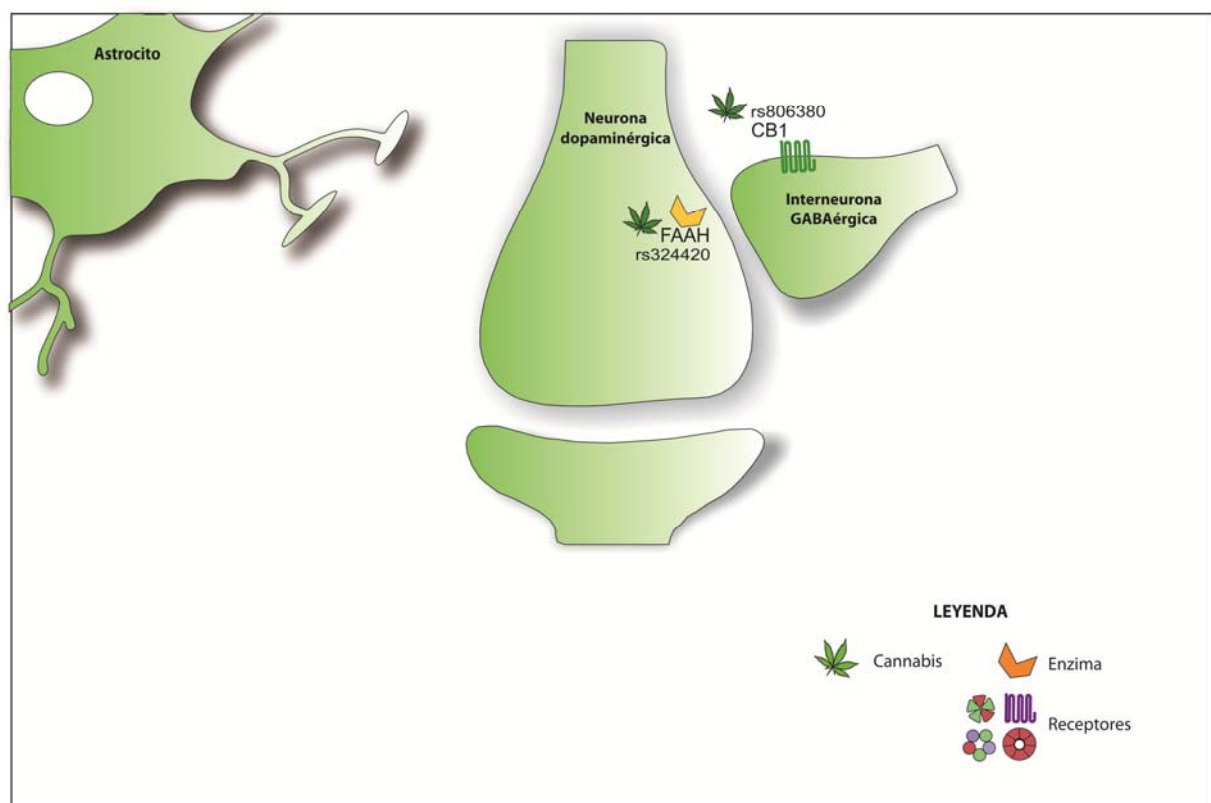 Astrocito
Neurona
dopaminérgica
rs806380
CB1
Interneurona
GABAérgica
FAAH
rs324420
LEYENDA
Cannabis
Enzima
Receptores